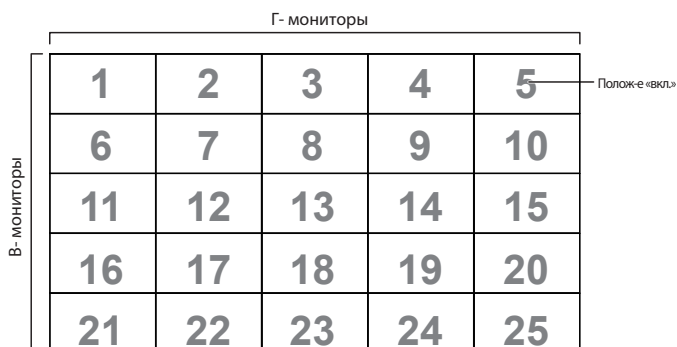 Г- мониторы
1 2 3 4 5
Полож-е «вкл.»
6 7 8 9 10
11 12 13 14 15
16 17 18 19 20
21 22 23 24 25
В- мониторы